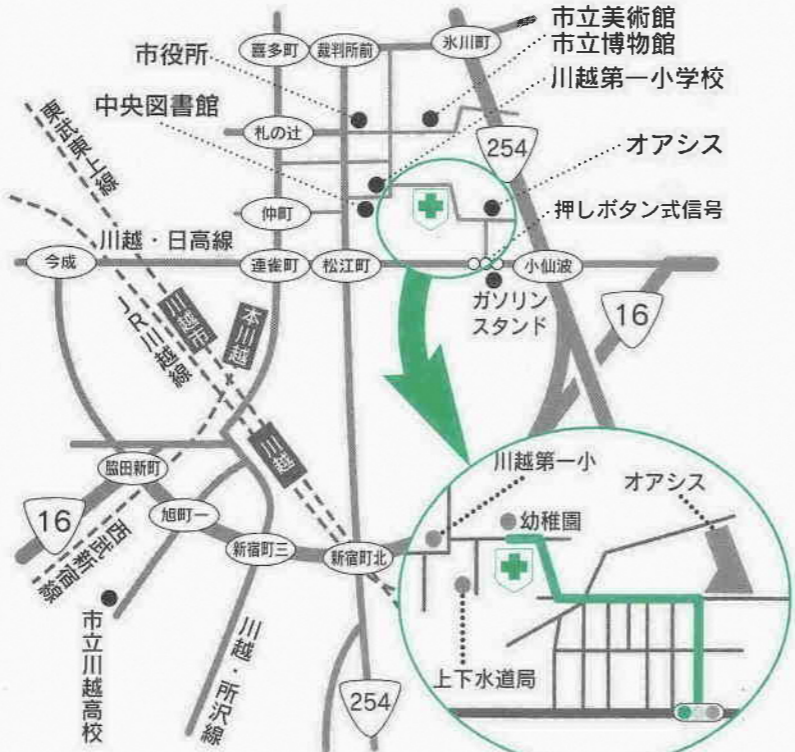 市立美術館
市立博物館
喜多町
裁判所前
氷川町
市役所
川越第一小学校
中央図書館
札の辻
254
オアシス
東武東上線
仲町
押しボタン式信号
川越・日高線
今成
連雀町
松江町
小仙波
ガソリン
スタンド
16
川越市
本川越
JR川越線
川越
川越第一小
オアシス
脇田新町
幼稚園
16
旭町一
新宿町三
新宿町北
西武新宿線
市立川越高校
川越・所沢線
上下水道局
254